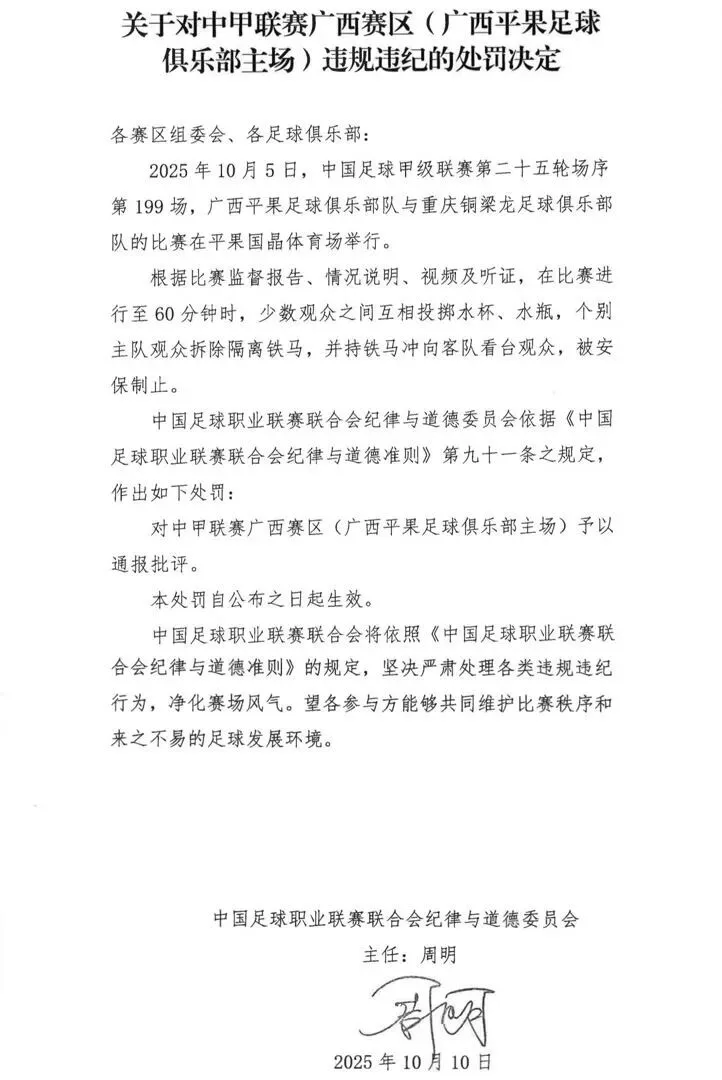 关于对中甲联赛广西赛区（广西平果足球
俱乐部主场）违规违纪的处罚决定
各赛区组委会、各足球俱乐部：
2025年10月5日，中国足球甲级联赛第二十五轮场序
第199场，广西平果足球俱乐部队与重庆铜梁龙足球俱乐部
队的比赛在平果国晶体育场举行。
根据比赛监督报告、情况说明、视频及听证，在比赛进
行至60分钟时，少数观众之间互相投掷水杯、水瓶，个别
主队观众拆除隔离铁马，并持铁马冲向客队看台观众，被安
保制止。
中国足球职业联赛联合会纪律与道德委员会依据《中国
足球职业联赛联合会纪律与道德准则》第九十一条之规定，
作出如下处罚：
对中甲联赛广西赛区（广西平果足球俱乐部主场）予以
通报批评。
本处罚自公布之日起生效。
中国足球职业联赛联合会将依照《中国足球职业联赛联
合会纪律与道德准则》的规定，坚决严肃处理各类违规违纪
行为，净化赛场风气。望各参与方能够共同维护比赛秩序和
来之不易的足球发展环境。
中国足球职业联赛联合会纪律与道德委员会
主任：周明
周明
2025年10月10日